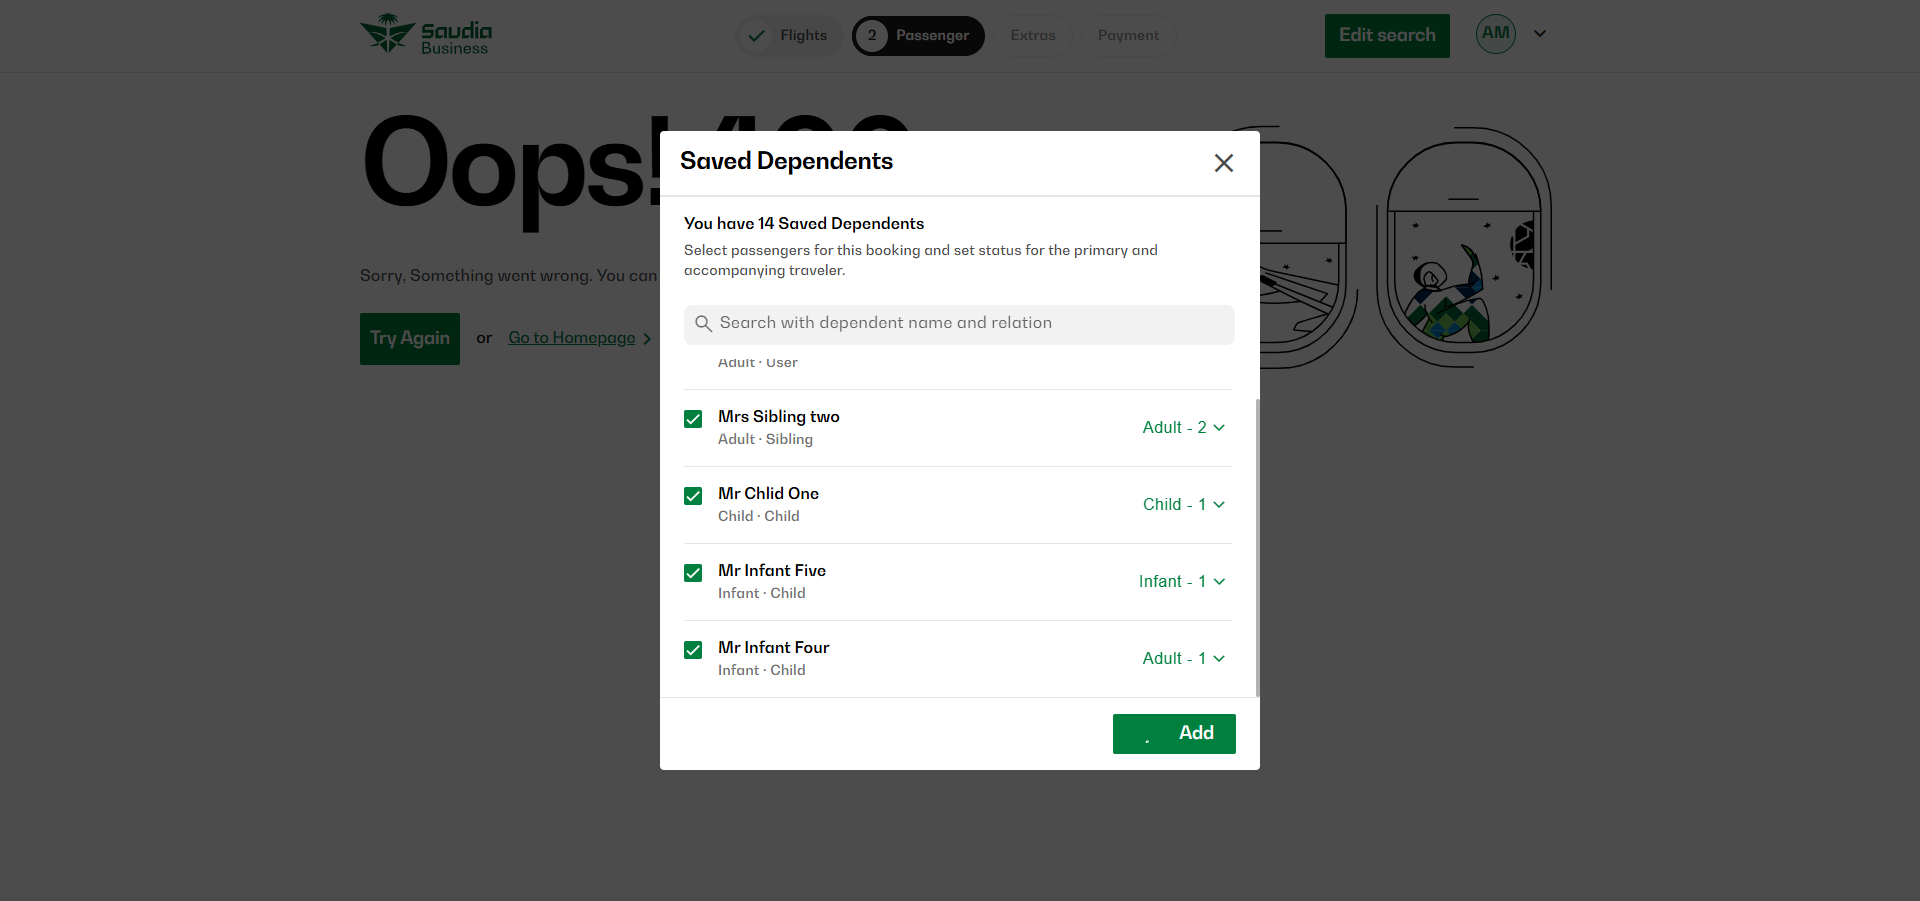 Saudia
Business
Flights
2 Passenger
Extras
Payment
Edit search
AM
Oops!
Sorry, Something went wrong. You can
Try Again or Go to Homepage
Saved Dependents
You have 14 Saved Dependents
Select passengers for this booking and set status for the primary and
accompanying traveler.
Search with dependent name and relation
Adult · User
Mrs Sibling two
Adult · Sibling
Adult - 2
Mr Chlid One
Child · Child
Child - 1
Mr Infant Five
Infant · Child
Infant - 1
Mr Infant Four
Infant · Child
Adult - 1
Add